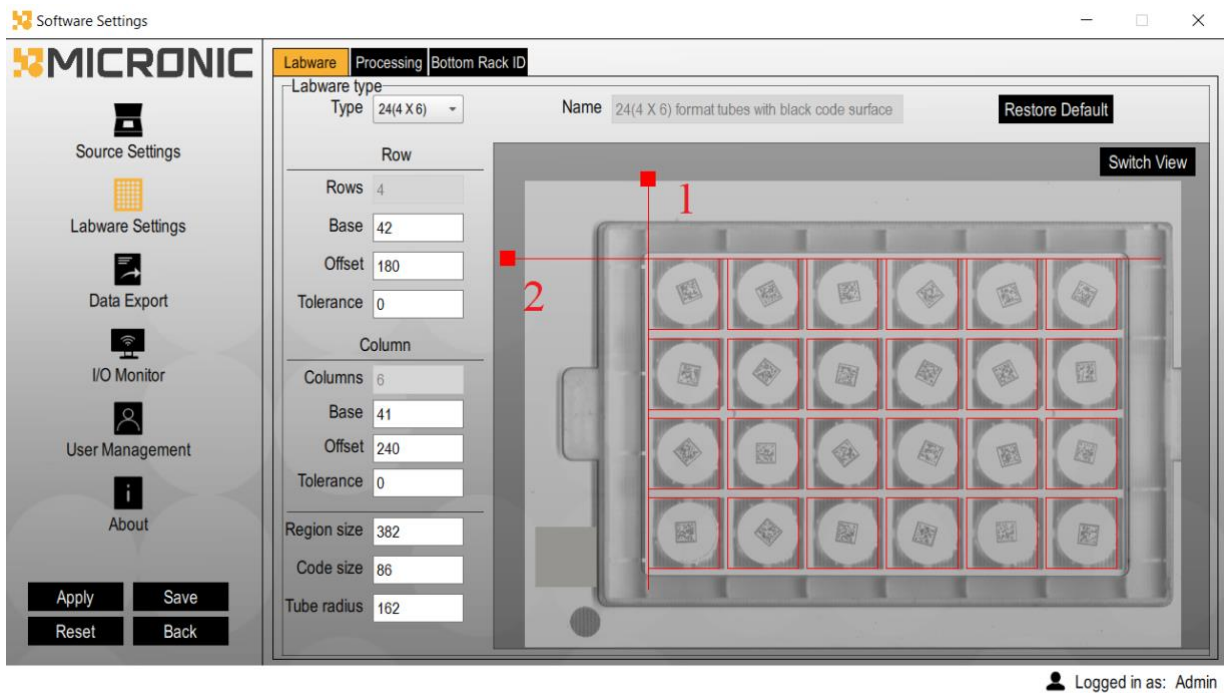 Software Settings
MICRONIC
Source Settings
Labware Settings
Data Export
I/O Monitor
User Management
i
About
Apply Save
Reset Back
Labware Processing Bottom Rack ID
Labware type
Type 24(4 X 6) Name 24(4 X 6) format tubes with black code surface Restore Default
Row
Rows 4
Base 42
Offset 180
Tolerance 0
Column
Columns 6
Base 41
Offset 240
Tolerance 0
Region size 382
Code size 86
Tube radius 162
Switch View
1
2
Logged in as: Admin